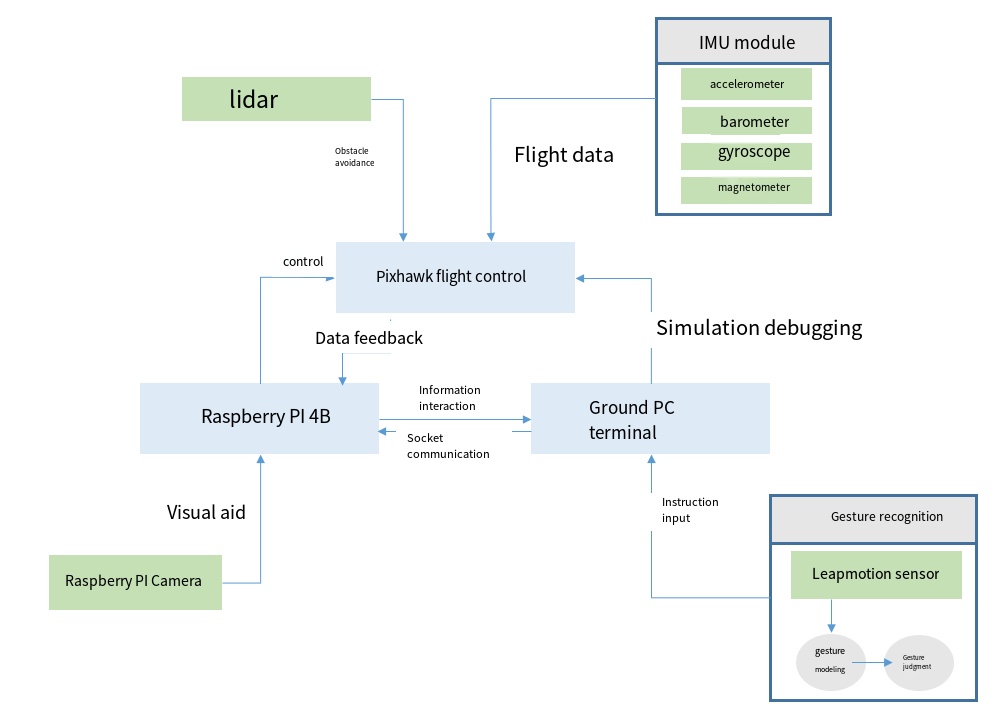 IMU module
accelerometer
barometer
gyroscope
magnetometer
lidar
Obstacle
avoidance
Flight data
control
Pixhawk flight control
Data feedback
Simulation debugging
Raspberry PI 4B
Information
interaction
Socket
communication
Ground PC
terminal
Visual aid
Raspberry PI Camera
Instruction
input
Gesture recognition
Leapmotion sensor
gesture
modeling
Gesture
judgment